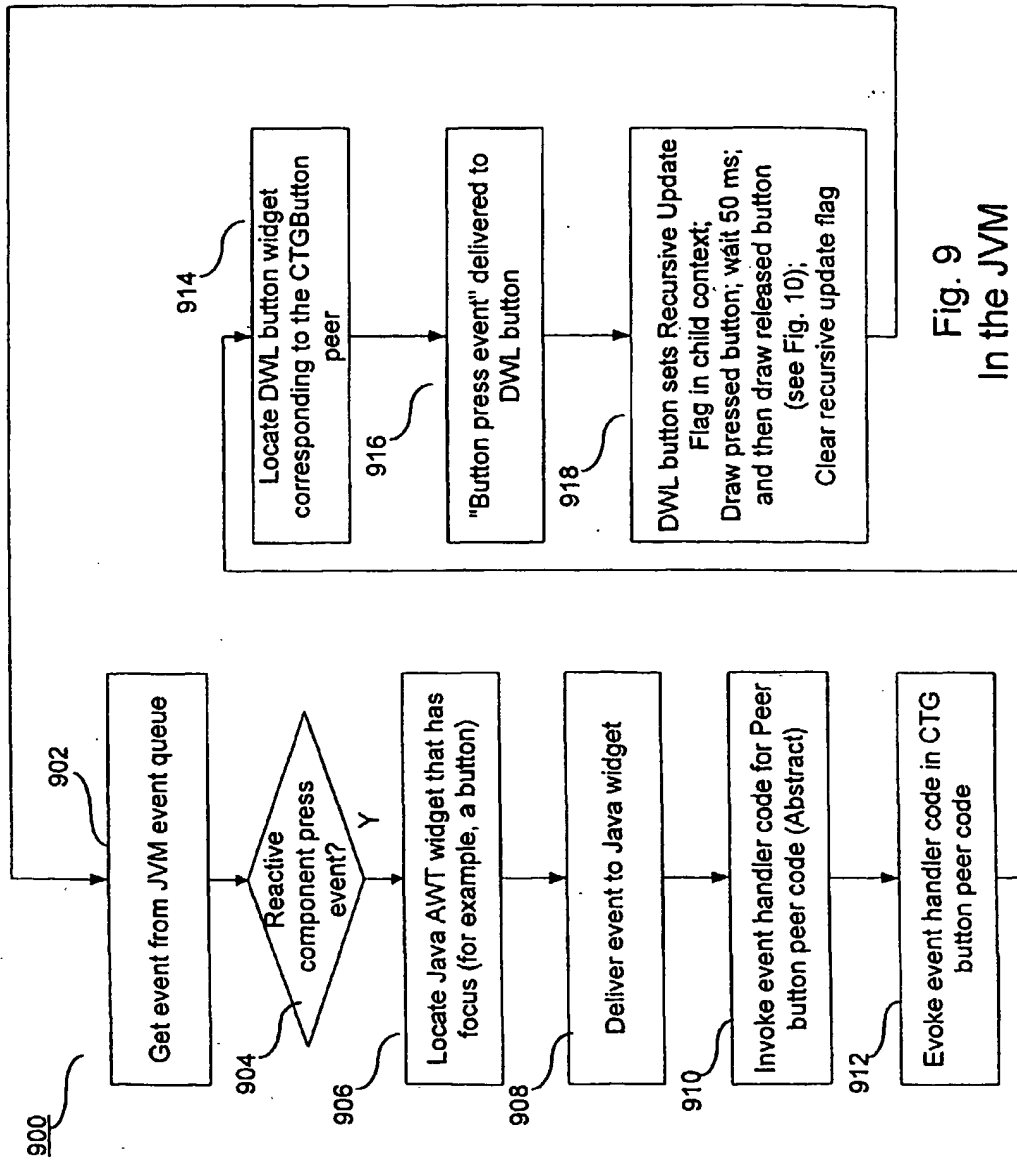 900
902
Get event from JVM event queue
904
Reactive
component press
event?
Y
906
Locate Java AWT widget that has
focus (for example, a button)
908
Deliver event to Java widget
910
Invoke event handler code for Peer
button peer code (Abstract)
912
Evoke event handler code in CTG
button peer code
914
Locate DWL button widget
corresponding to the CTGButton
peer
916
"Button press event" delivered to
DWL button
918
DWL button sets Recursive Update
Flag in child context;
Draw pressed button; wait 50 ms;
and then draw released button
(see Fig. 10);
Clear recursive update flag
Fig. 9
In the JVM